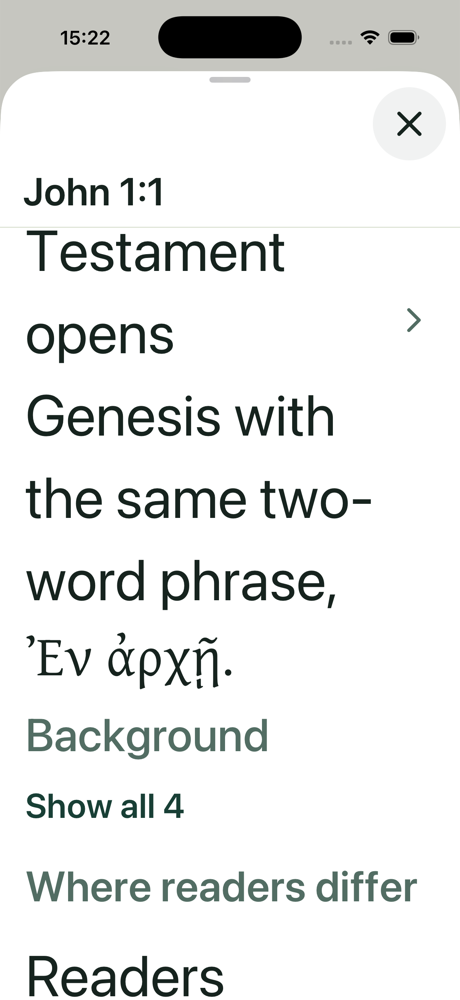 15:22
John 1:1
Testament
opens
Genesis with
the same two-
word phrase,
Ἐν ἀρχῇ.
Background
Show all 4
Where readers differ
Readers